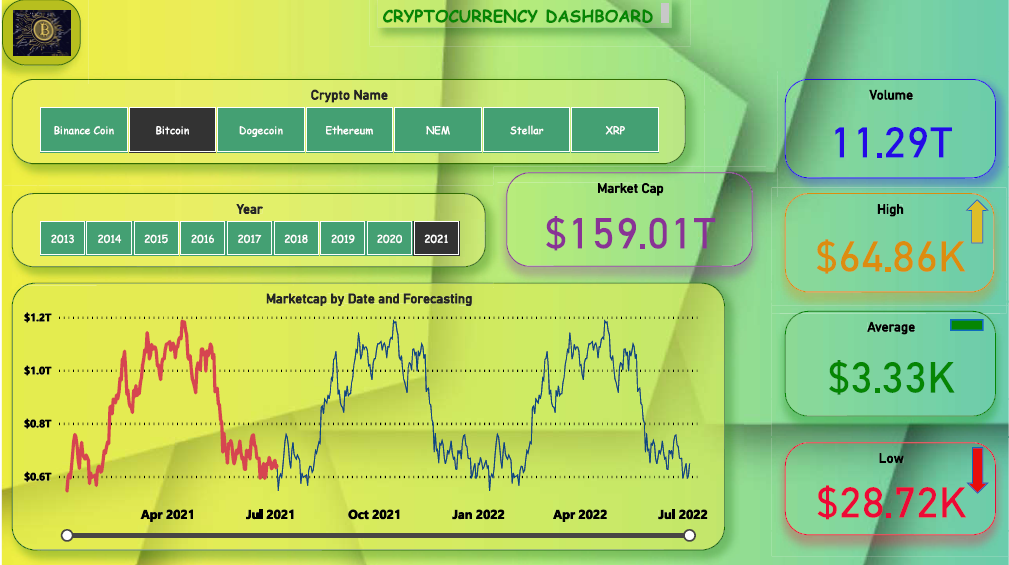 CRYPTOCURRENCY DASHBOARD
Crypto Name
Binance Coin Bitcoin Dogecoin Ethereum NEM Stellar XRP
Volume
11.29T
Year
2013 2014 2015 2016 2017 2018 2019 2020 2021
Market Cap
$159.01T
High
$64.86K
Marketcap by Date and Forecasting
$1.2T
$1.0T
$0.8T
$0.6T
Apr 2021 Jul 2021 Oct 2021 Jan 2022 Apr 2022 Jul 2022
Average
$3.33K
Low
$28.72K